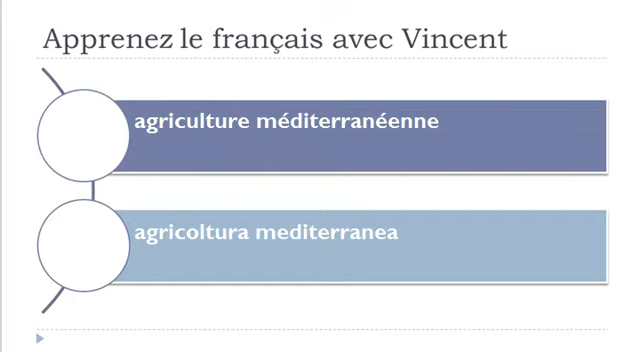 Apprenez le français avec Vincent
agriculture méditerranéenne
agricoltura mediterranea